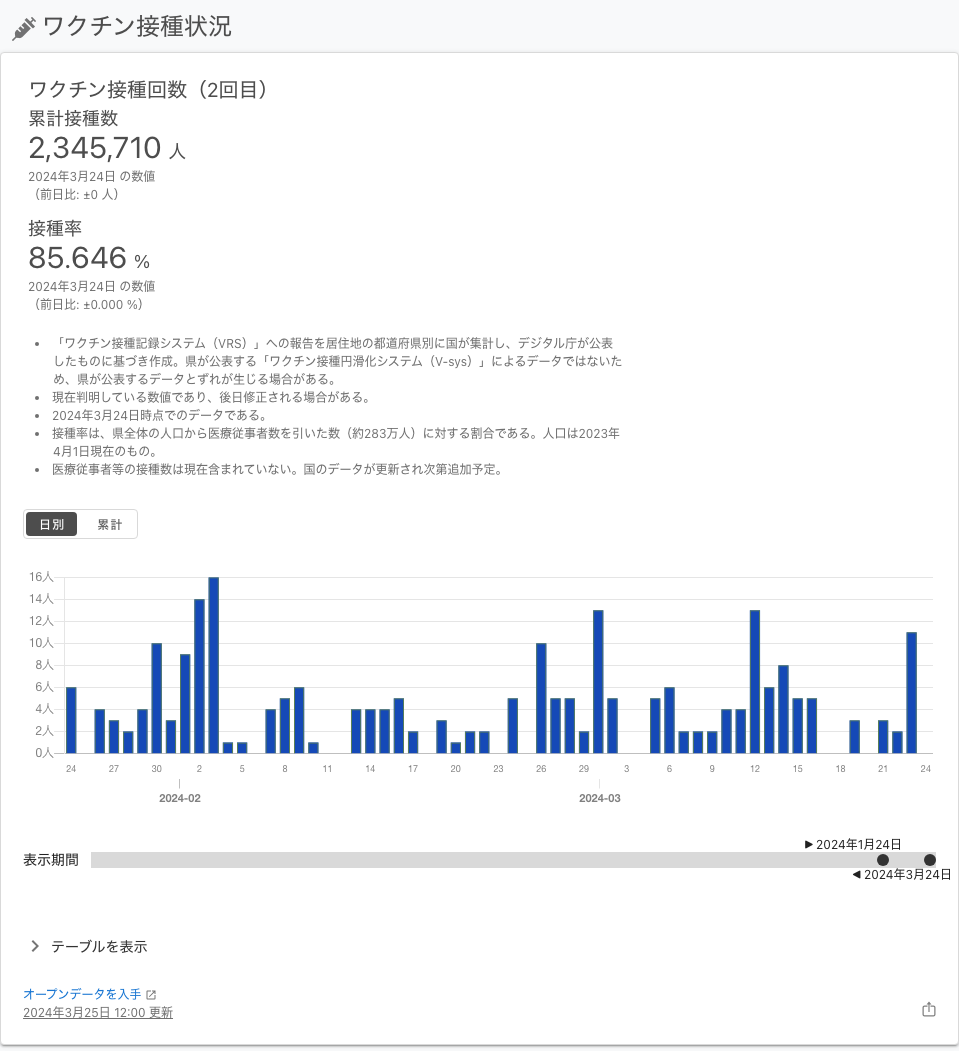 ワクチン接種状況
ワクチン接種回数（2回目）
累計接種数
2,345,710 人
2024年3月24日 の数値
（前日比: ±0 人）
接種率
85.646 %
2024年3月24日 の数値
（前日比: ±0.000 %）
• 「ワクチン接種記録システム（VRS）」への報告を居住地の都道府県別に国が集計し、デジタル庁が公表
したものに基づき作成。県が公表する「ワクチン接種円滑化システム（V-sys）」によるデータではないた
め、県が公表するデータとずれが生じる場合がある。
• 現在判明している数値であり、後日修正される場合がある。
• 2024年3月24日時点でのデータである。
• 接種率は、県全体の人口から医療従事者数を引いた数（約283万人）に対する割合である。人口は2023年
4月1日現在のもの。
• 医療従事者等の接種数は現在含まれていない。国のデータが更新され次第追加予定。
日別 累計
16人
14人
12人
10人
8人
6人
4人
2人
0人
24 27 30 2 5 8 11 14 17 20 23 26 29 3 6 9 12 15 18 21 24
2024-02 2024-03
2024年1月24日
表示期間
2024年3月24日
テーブルを表示
オープンデータを入手
2024年3月25日 12:00 更新